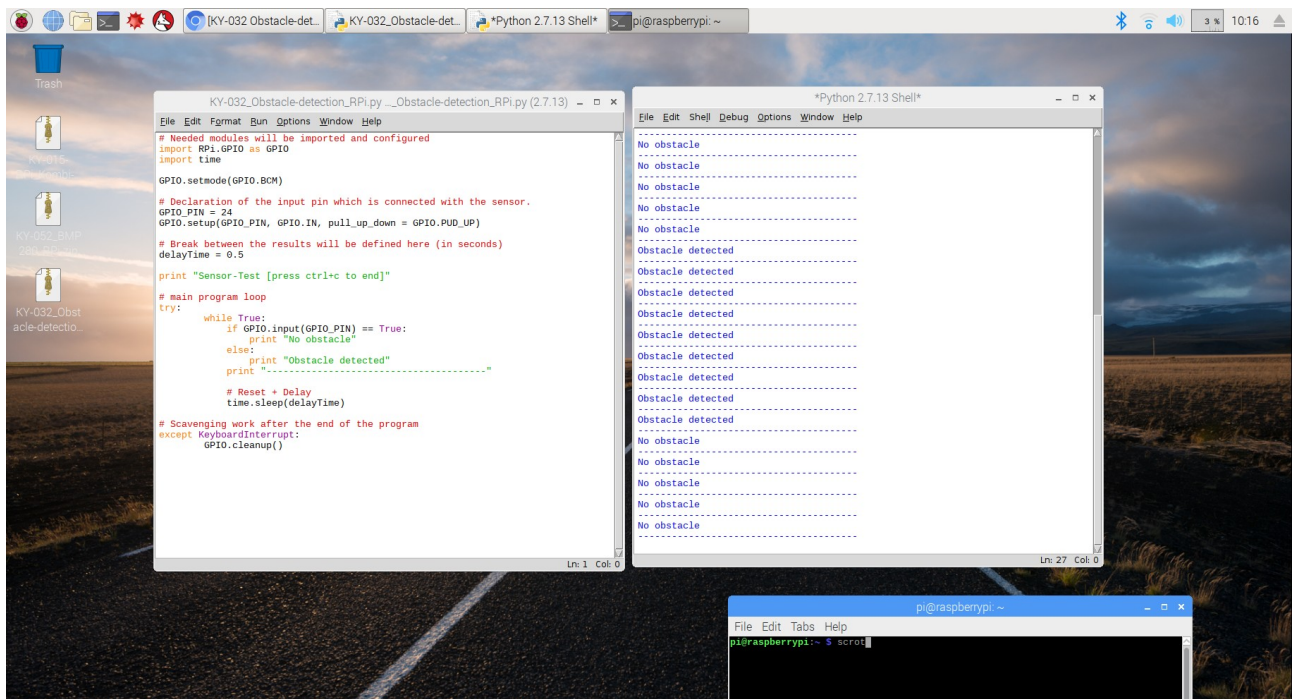 [KY-032 Obstacle-det... KY-032_Obstacle-det... *Python 2.7.13 Shell* pi@raspberrypi: ~ 3 % 10:16
Trash
KY-052_BMP
KY-032_Obst
acle-detectio...
KY-032_Obstacle-detection_RPi.py ..._Obstacle-detection_RPi.py (2.7.13)
File Edit Format Run Options Window Help
# Needed modules will be imported and configured
import RPi.GPIO as GPIO
import time
GPIO.setmode(GPIO.BCM)
# Declaration of the input pin which is connected with the sensor.
GPIO_PIN = 24
GPIO.setup(GPIO_PIN, GPIO.IN, pull_up_down = GPIO.PUD_UP)
# Break between the results will be defined here (in seconds)
delayTime = 0.5
print "Sensor-Test [press ctrl+c to end]"
# main program loop
try:
while True:
if GPIO.input(GPIO_PIN) == True:
print "No obstacle"
else:
print "Obstacle detected"
print "---------------------------------------"
# Reset + Delay
time.sleep(delayTime)
# Scavenging work after the end of the program
except KeyboardInterrupt:
GPIO.cleanup()
Ln: 1 Col: 0
*Python 2.7.13 Shell*
File Edit Shell Debug Options Window Help
---------------------------------------
No obstacle
---------------------------------------
No obstacle
---------------------------------------
No obstacle
---------------------------------------
No obstacle
---------------------------------------
No obstacle
---------------------------------------
Obstacle detected
---------------------------------------
Obstacle detected
---------------------------------------
Obstacle detected
---------------------------------------
Obstacle detected
---------------------------------------
Obstacle detected
---------------------------------------
Obstacle detected
---------------------------------------
Obstacle detected
---------------------------------------
Obstacle detected
---------------------------------------
Obstacle detected
---------------------------------------
No obstacle
---------------------------------------
No obstacle
---------------------------------------
No obstacle
---------------------------------------
No obstacle
---------------------------------------
No obstacle
---------------------------------------
Ln: 27 Col: 0
pi@raspberrypi: ~
File Edit Tabs Help
pi@raspberrypi:~ $ scrot